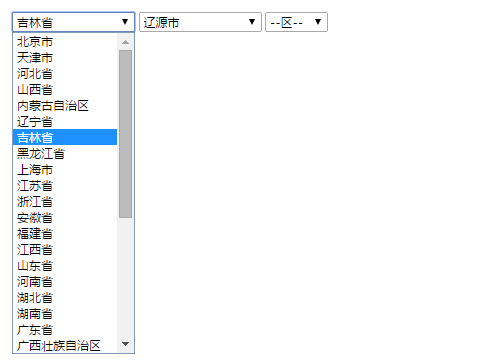 吉林省 辽源市 --区--
北京市
天津市
河北省
山西省
内蒙古自治区
辽宁省
吉林省
黑龙江省
上海市
江苏省
浙江省
安徽省
福建省
江西省
山东省
河南省
湖北省
湖南省
广东省
广西壮族自治区